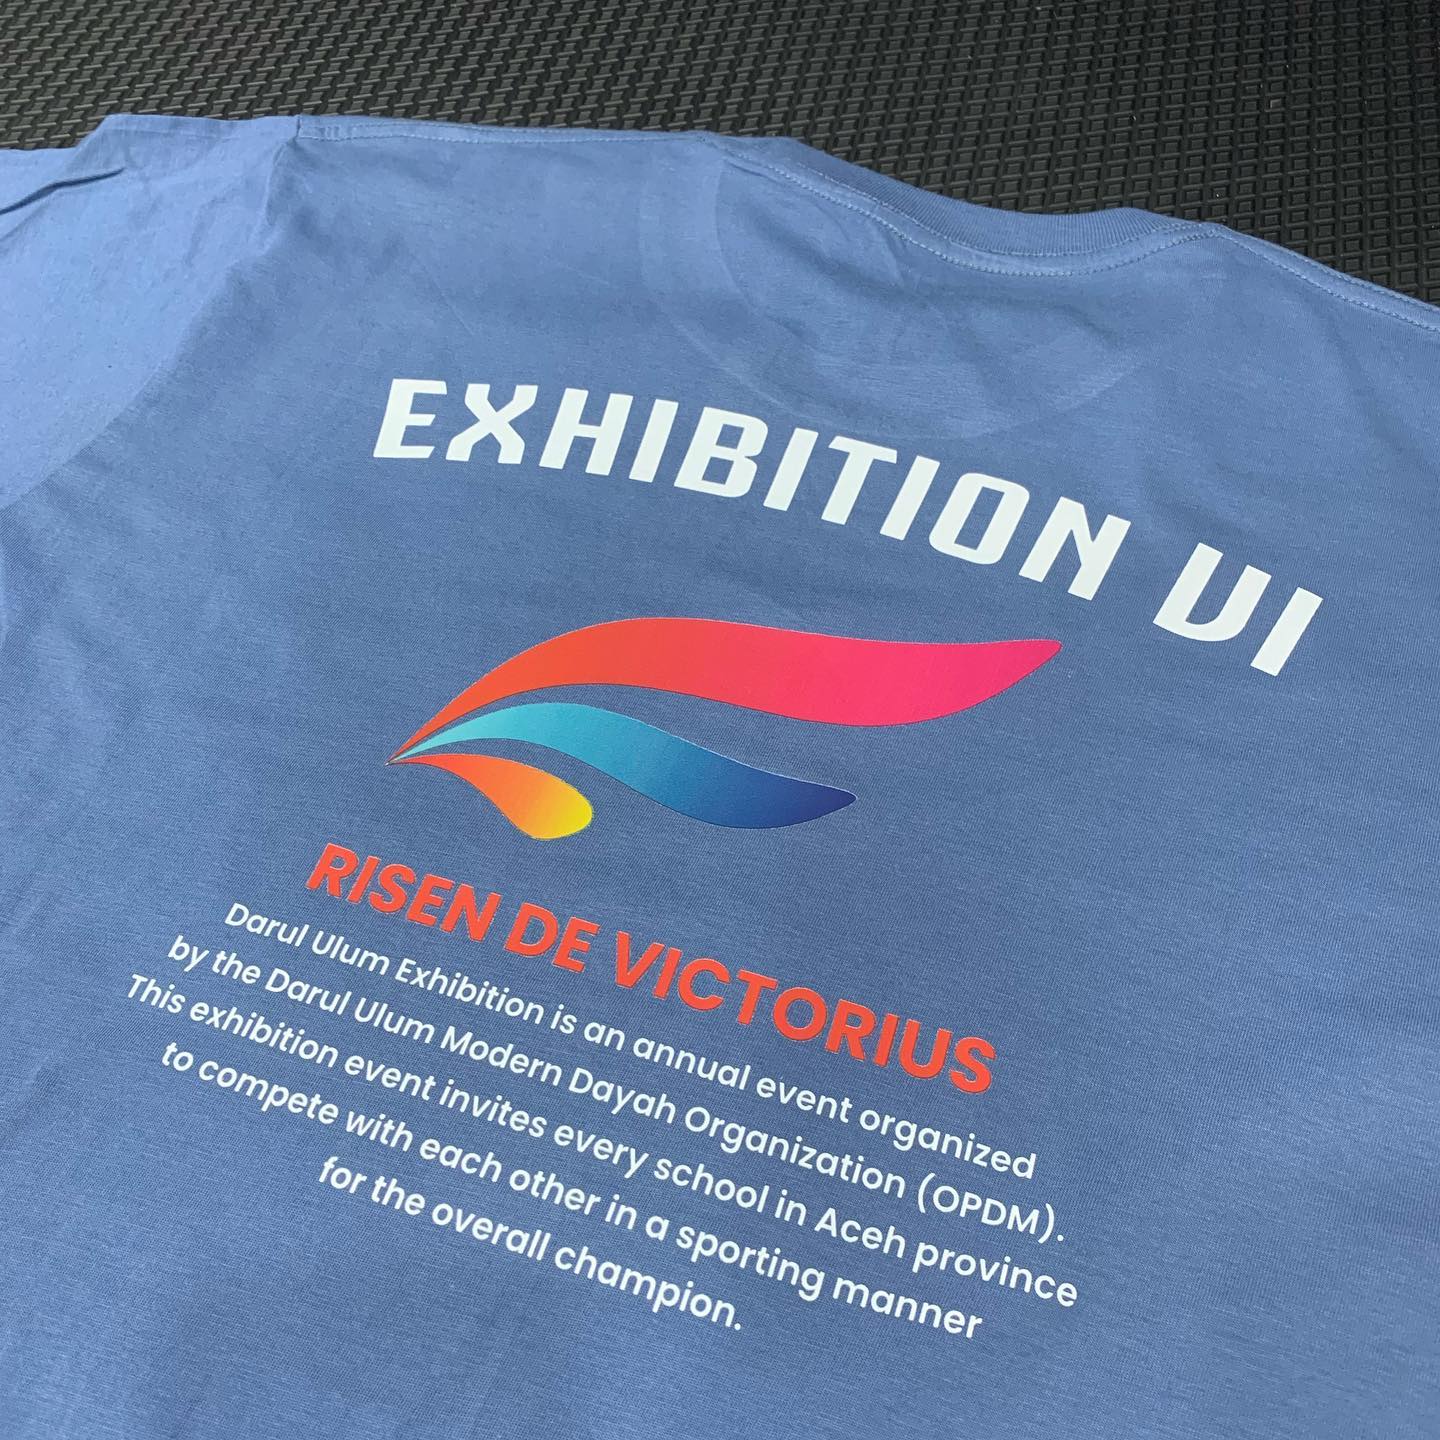 EXHIBITION VI
RISEN DE VICTORIUS
Darul Ulum Exhibition is an annual event organized
by the Darul Ulum Modern Dayah Organization (OPDM).
This exhibition event invites every school in Aceh province
to compete with each other in a sporting manner
for the overall champion.